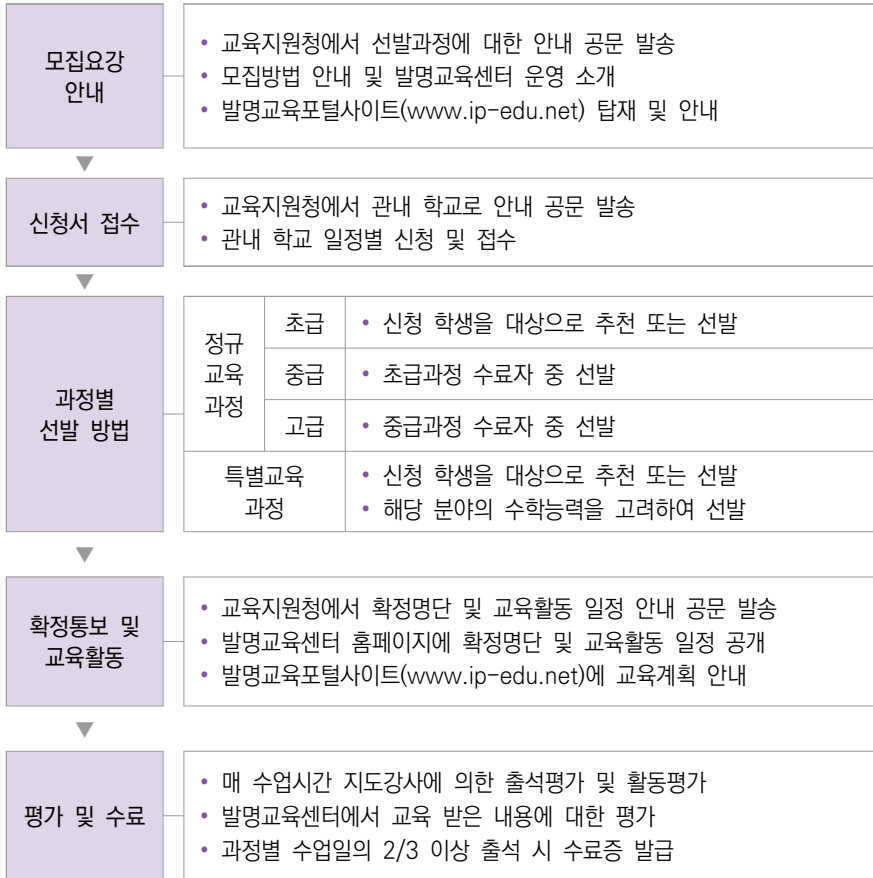 모집요강
안내
• 교육지원청에서 선발과정에 대한 안내 공문 발송
• 모집방법 안내 및 발명교육센터 운영 소개
• 발명교육포털사이트(www.ip-edu.net) 탑재 및 안내
신청서 접수
• 교육지원청에서 관내 학교로 안내 공문 발송
• 관내 학교 일정별 신청 및 접수
과정별
선발 방법
정규
교육
과정
초급
• 신청 학생을 대상으로 추천 또는 선발
중급
• 초급과정 수료자 중 선발
고급
• 중급과정 수료자 중 선발
특별교육
과정
• 신청 학생을 대상으로 추천 또는 선발
• 해당 분야의 수학능력을 고려하여 선발
확정통보 및
교육활동
• 교육지원청에서 확정명단 및 교육활동 일정 안내 공문 발송
• 발명교육센터 홈페이지에 확정명단 및 교육활동 일정 공개
• 발명교육포털사이트(www.ip-edu.net)에 교육계획 안내
평가 및 수료
• 매 수업시간 지도강사에 의한 출석평가 및 활동평가
• 발명교육센터에서 교육 받은 내용에 대한 평가
• 과정별 수업일의 2/3 이상 출석 시 수료증 발급